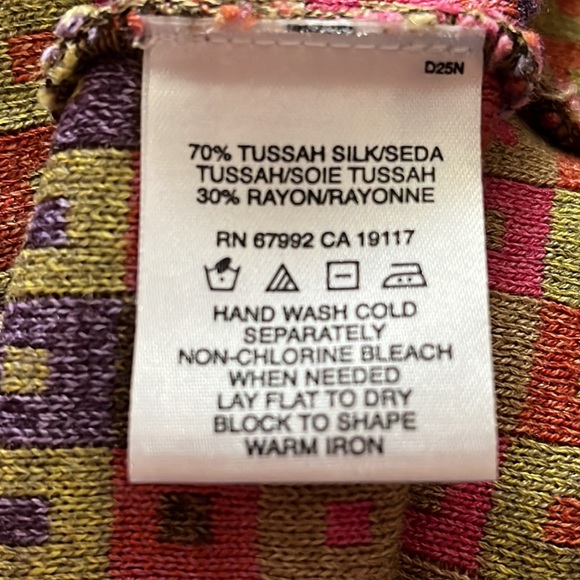 D25N
70% TUSSAH SILK/SEDA
TUSSAH/SOIE TUSSAH
30% RAYON/RAYONNE
RN 67992 CA 19117
HAND WASH COLD
SEPARATELY
NON-CHLORINE BLEACH
WHEN NEEDED
LAY FLAT TO DRY
BLOCK TO SHAPE
WARM IRON